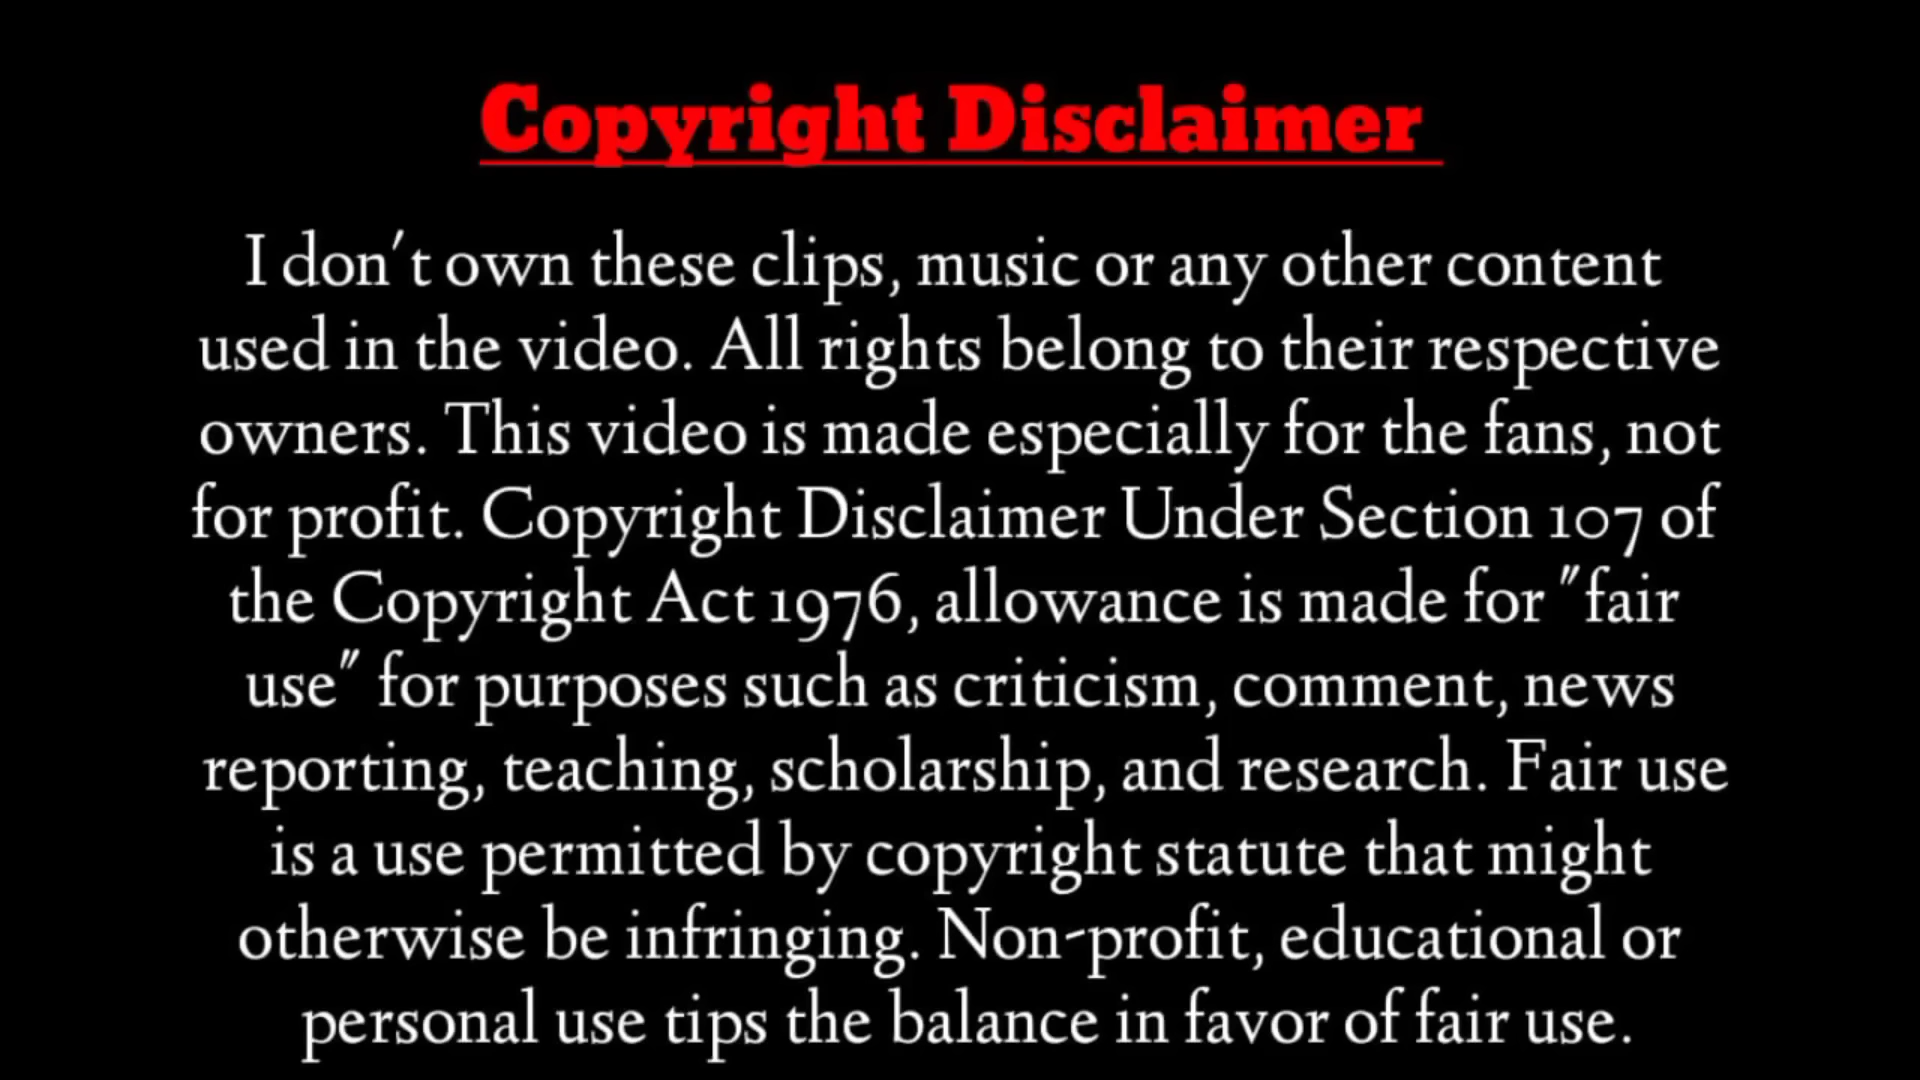 Copyright Disclaimer
I don't own these clips, music or any other content
used in the video. All rights belong to their respective
owners. This video is made especially for the fans, not
for profit. Copyright Disclaimer Under Section 107 of
the Copyright Act 1976, allowance is made for "fair
use" for purposes such as criticism, comment, news
reporting, teaching, scholarship, and research. Fair use
is a use permitted by copyright statute that might
otherwise be infringing. Non-profit, educational or
personal use tips the balance in favor of fair use.